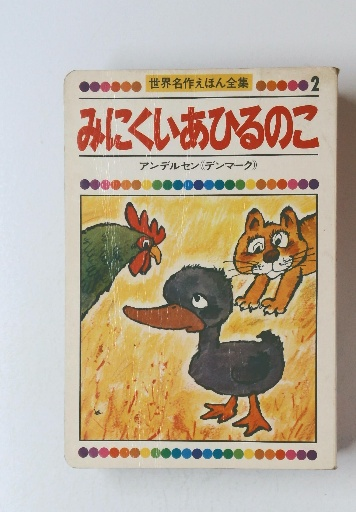 世界名作えほん全集 2
みにくいあひるのこ
アンデルセン《デンマーク》